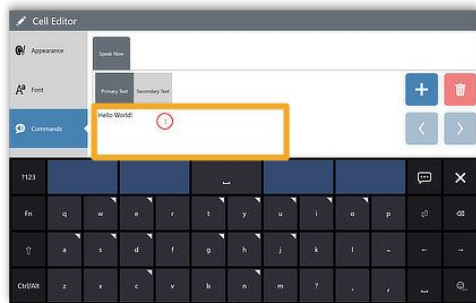 Cell Editor
Appearance
Speak Now
Font
Primary Text
Secondary Text
Commands
Hello World!
?123
Fn
q
w
e
r
t
y
u
i
o
p
a
s
d
f
g
h
j
k
l
Ctrl/Alt
z
x
c
v
b
n
m
?
.
,